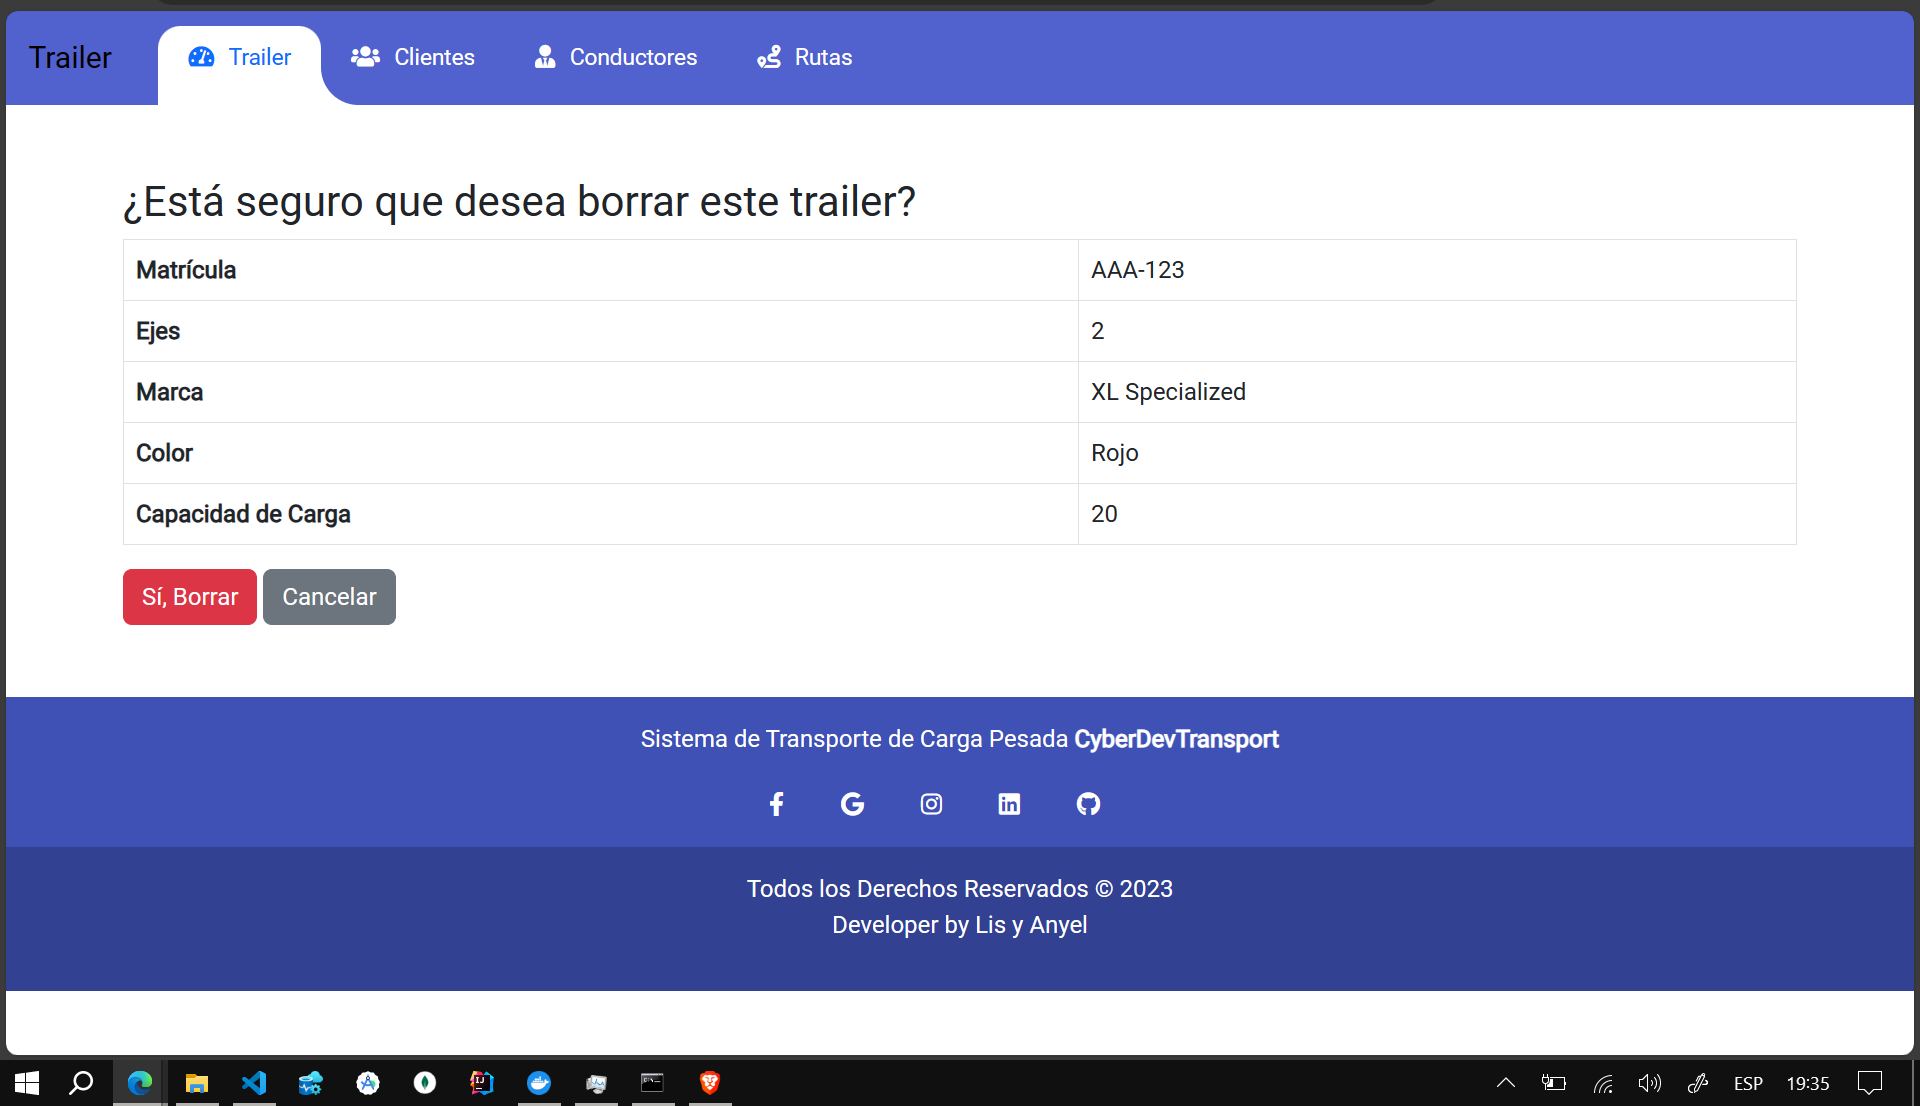 Trailer
Trailer
Clientes
Conductores
Rutas
¿Está seguro que desea borrar este trailer?
Matrícula AAA-123
Ejes 2
Marca XL Specialized
Color Rojo
Capacidad de Carga 20
Sí, Borrar
Cancelar
Sistema de Transporte de Carga Pesada CyberDevTransport
Todos los Derechos Reservados © 2023
Developer by Lis y Anyel
ESP
19:35